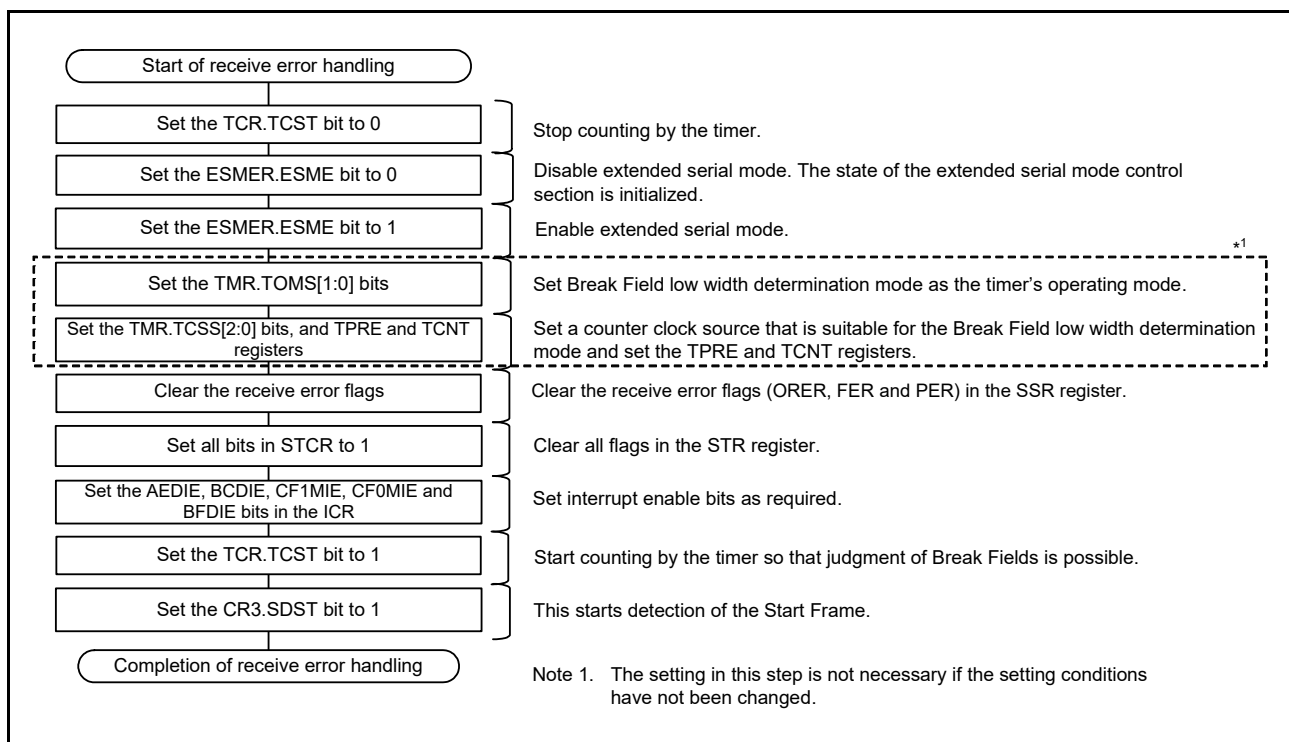 Start of receive error handling
Set the TCR.TCST bit to 0
Stop counting by the timer.
Set the ESMER.ESME bit to 0
Disable extended serial mode. The state of the extended serial mode control
section is initialized.
Set the ESMER.ESME bit to 1
Enable extended serial mode.
*1
Set the TMR.TOMS[1:0] bits
Set Break Field low width determination mode as the timer’s operating mode.
Set the TMR.TCSS[2:0] bits, and TPRE and TCNT
registers
Set a counter clock source that is suitable for the Break Field low width determination
mode and set the TPRE and TCNT registers.
Clear the receive error flags
Clear the receive error flags (ORER, FER and PER) in the SSR register.
Set all bits in STCR to 1
Clear all flags in the STR register.
Set the AEDIE, BCDIE, CF1MIE, CF0MIE and
BFDIE bits in the ICR
Set interrupt enable bits as required.
Set the TCR.TCST bit to 1
Start counting by the timer so that judgment of Break Fields is possible.
Set the CR3.SDST bit to 1
This starts detection of the Start Frame.
Completion of receive error handling
Note 1. The setting in this step is not necessary if the setting conditions
have not been changed.